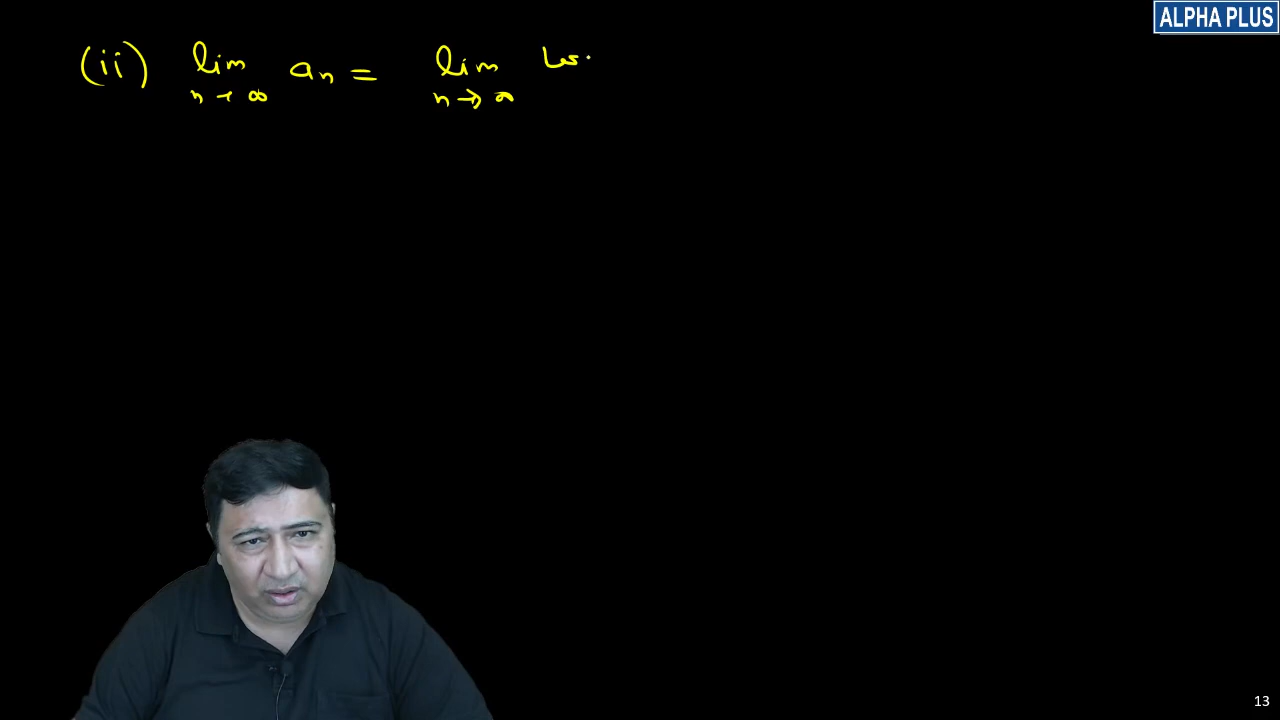 ALPHA PLUS
(ii) lim n→∞ aₙ = lim n→∞
13